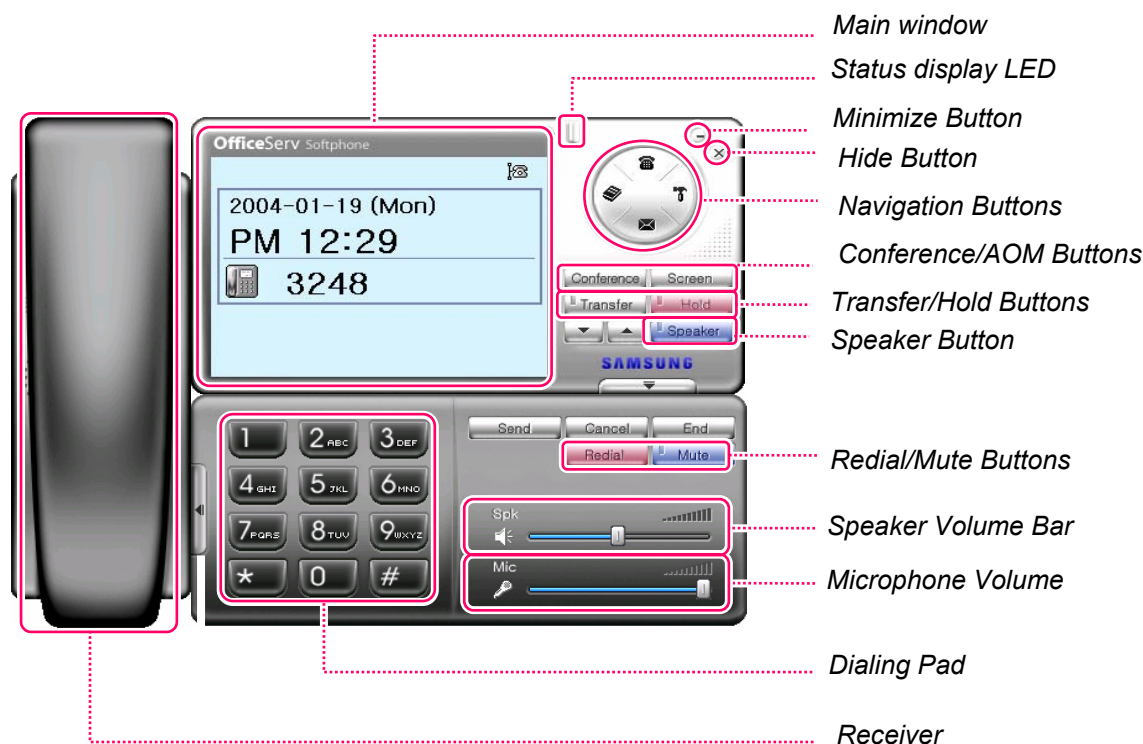 Main window
Status display LED
Minimize Button
Hide Button
Navigation Buttons
Conference/AOM Buttons
Transfer/Hold Buttons
Speaker Button
Redial/Mute Buttons
Speaker Volume Bar
Microphone Volume
Dialing Pad
Receiver
OfficeServ Softphone
2004-01-19 (Mon)
PM 12:29
3248
Conference Screen
Transfer Hold
Speaker
SAMSUNG
Send Cancel End
Redial Mute
Spk
Mic
1 2 ABC 3 DEF
4 GHI 5 JKL 6 MNO
7 PQRS 8 TUV 9 WXYZ
* 0 #